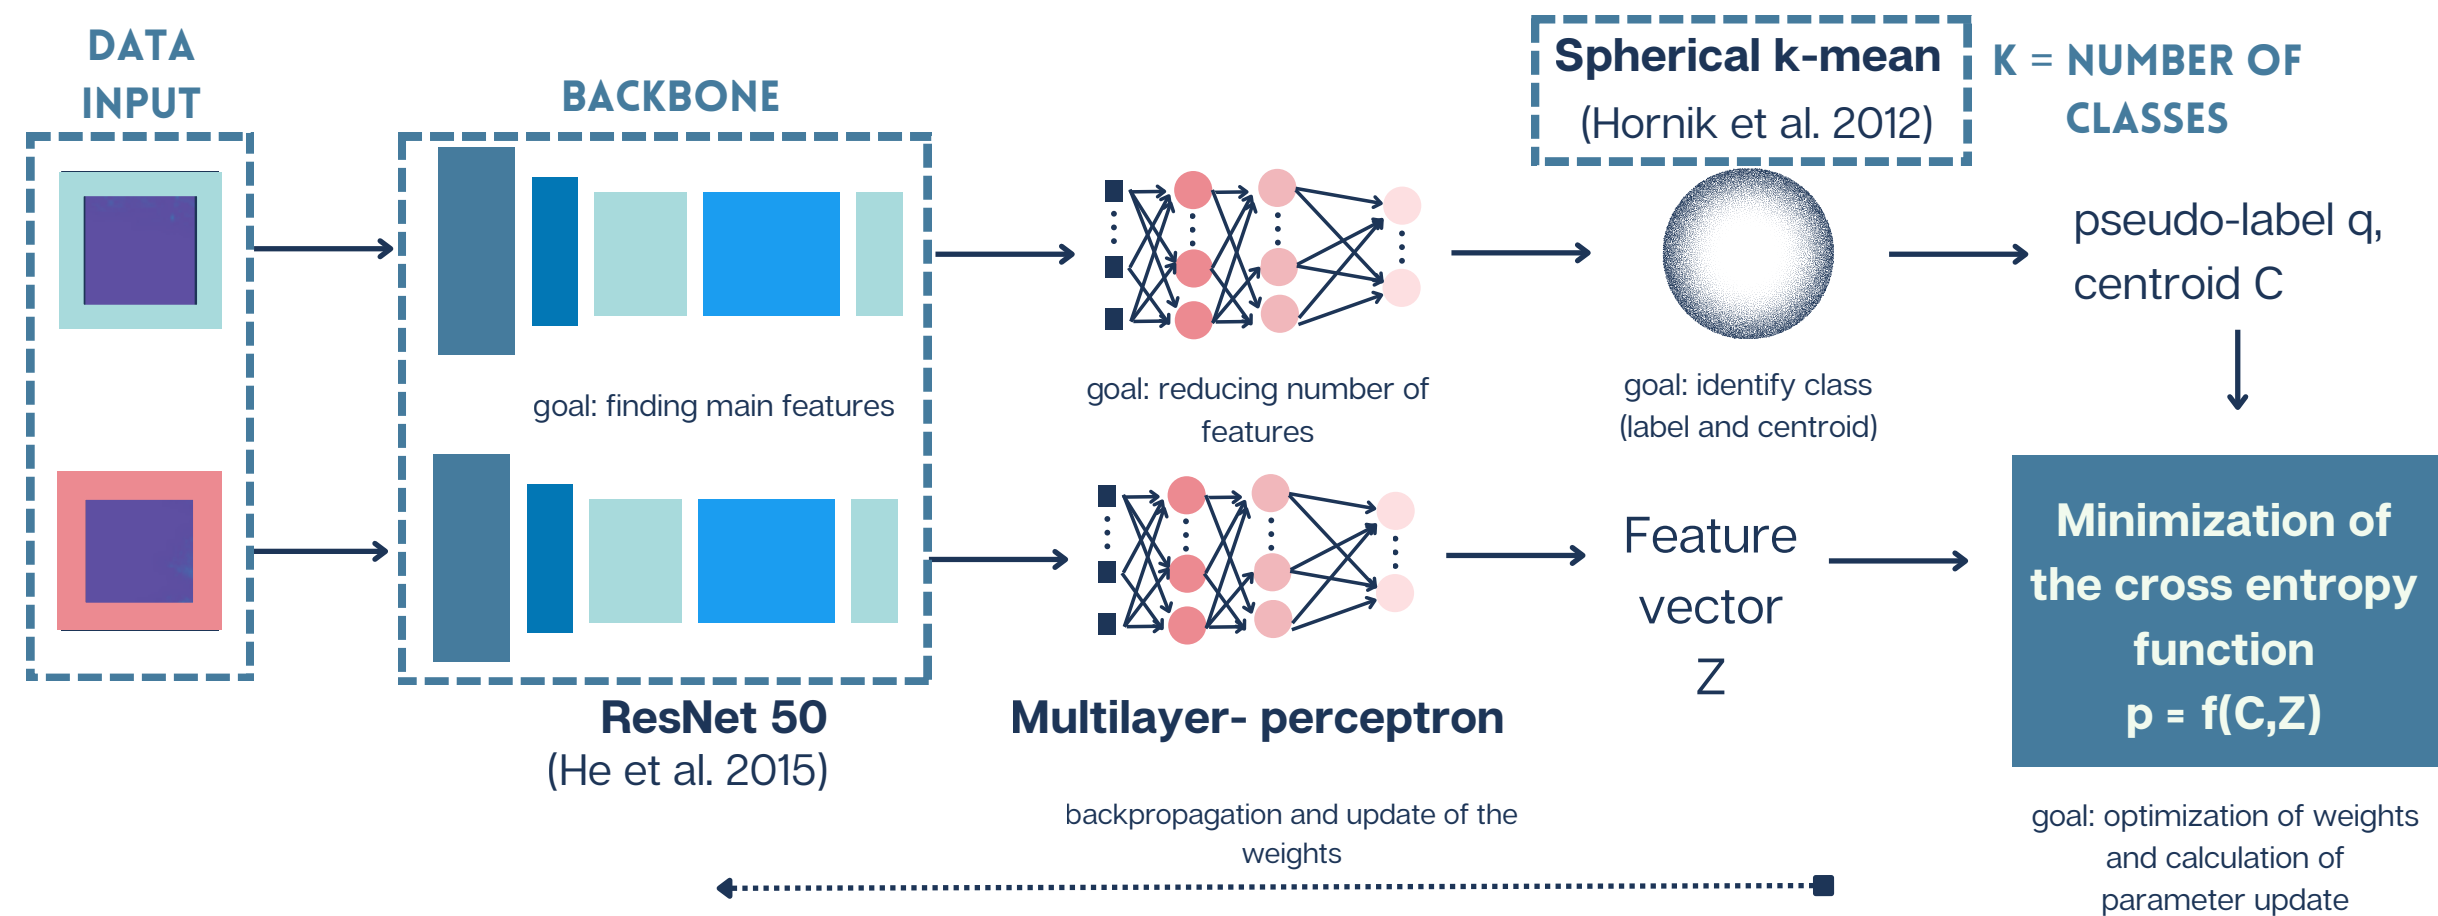 DATA
INPUT
BACKBONE
Spherical k-mean
(Hornik et al. 2012)
K = NUMBER OF
CLASSES
pseudo-label q,
centroid C
goal: finding main features
goal: reducing number of
features
goal: identify class
(label and centroid)
Feature
vector
Z
Minimization of
the cross entropy
function
p = f(C,Z)
ResNet 50
(He et al. 2015)
Multilayer- perceptron
backpropagation and update of the
weights
goal: optimization of weights
and calculation of
parameter update